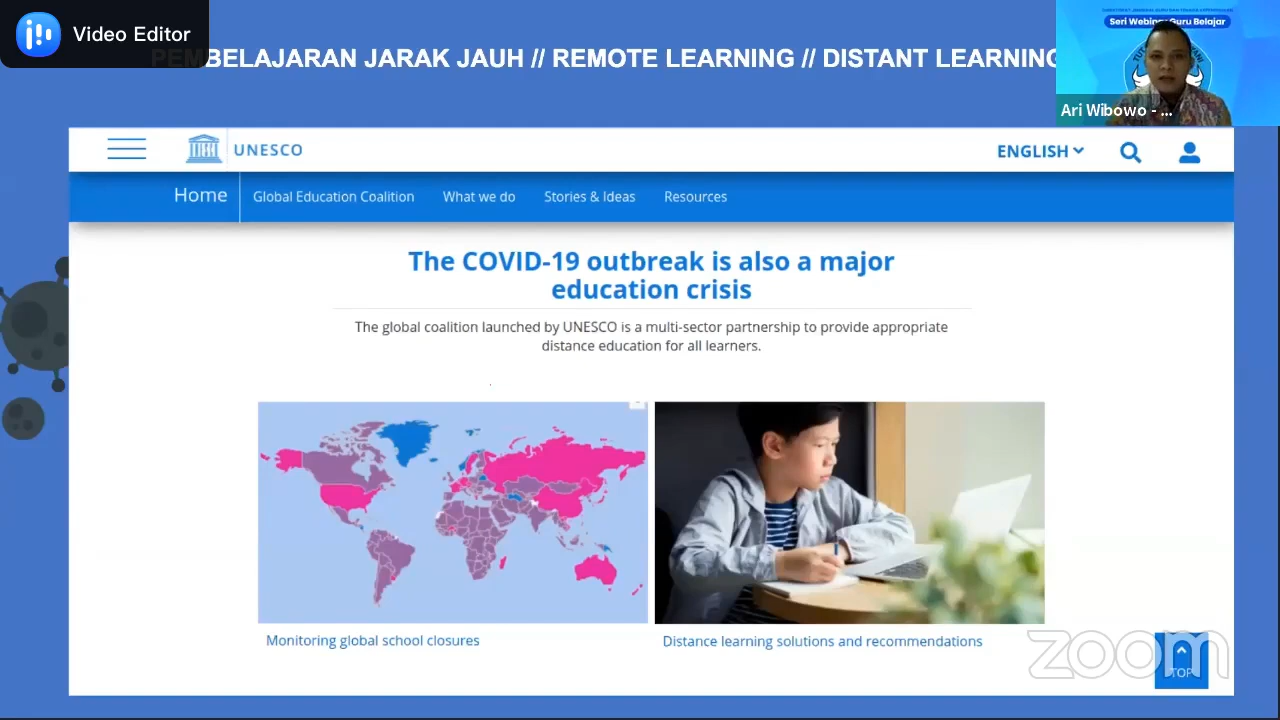 Video Editor
PEMBELAJARAN JARAK JAUH // REMOTE LEARNING // DISTANT LEARNING
Seri Webinar Guru Belajar
Ari Wibowo - ...
UNESCO
ENGLISH
Home
Global Education Coalition
What we do
Stories & Ideas
Resources
The COVID-19 outbreak is also a major
education crisis
The global coalition launched by UNESCO is a multi-sector partnership to provide appropriate
distance education for all learners.
Monitoring global school closures
Distance learning solutions and recommendations
zoom
TOP